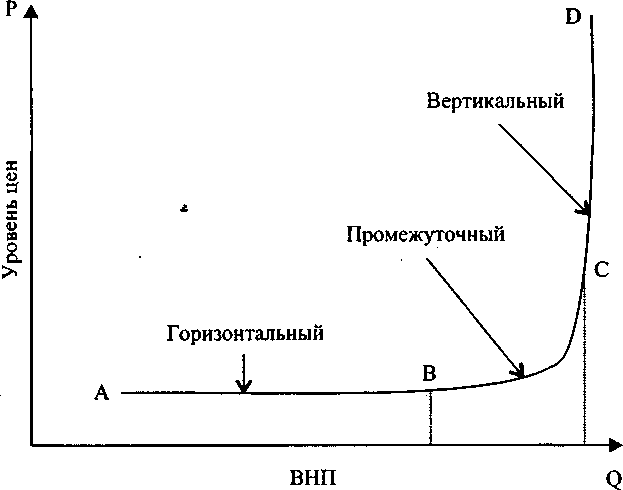 P
D
Вертикальный
Уровень цен
Промежуточный
C
Горизонтальный
A
B
ВНП
Q